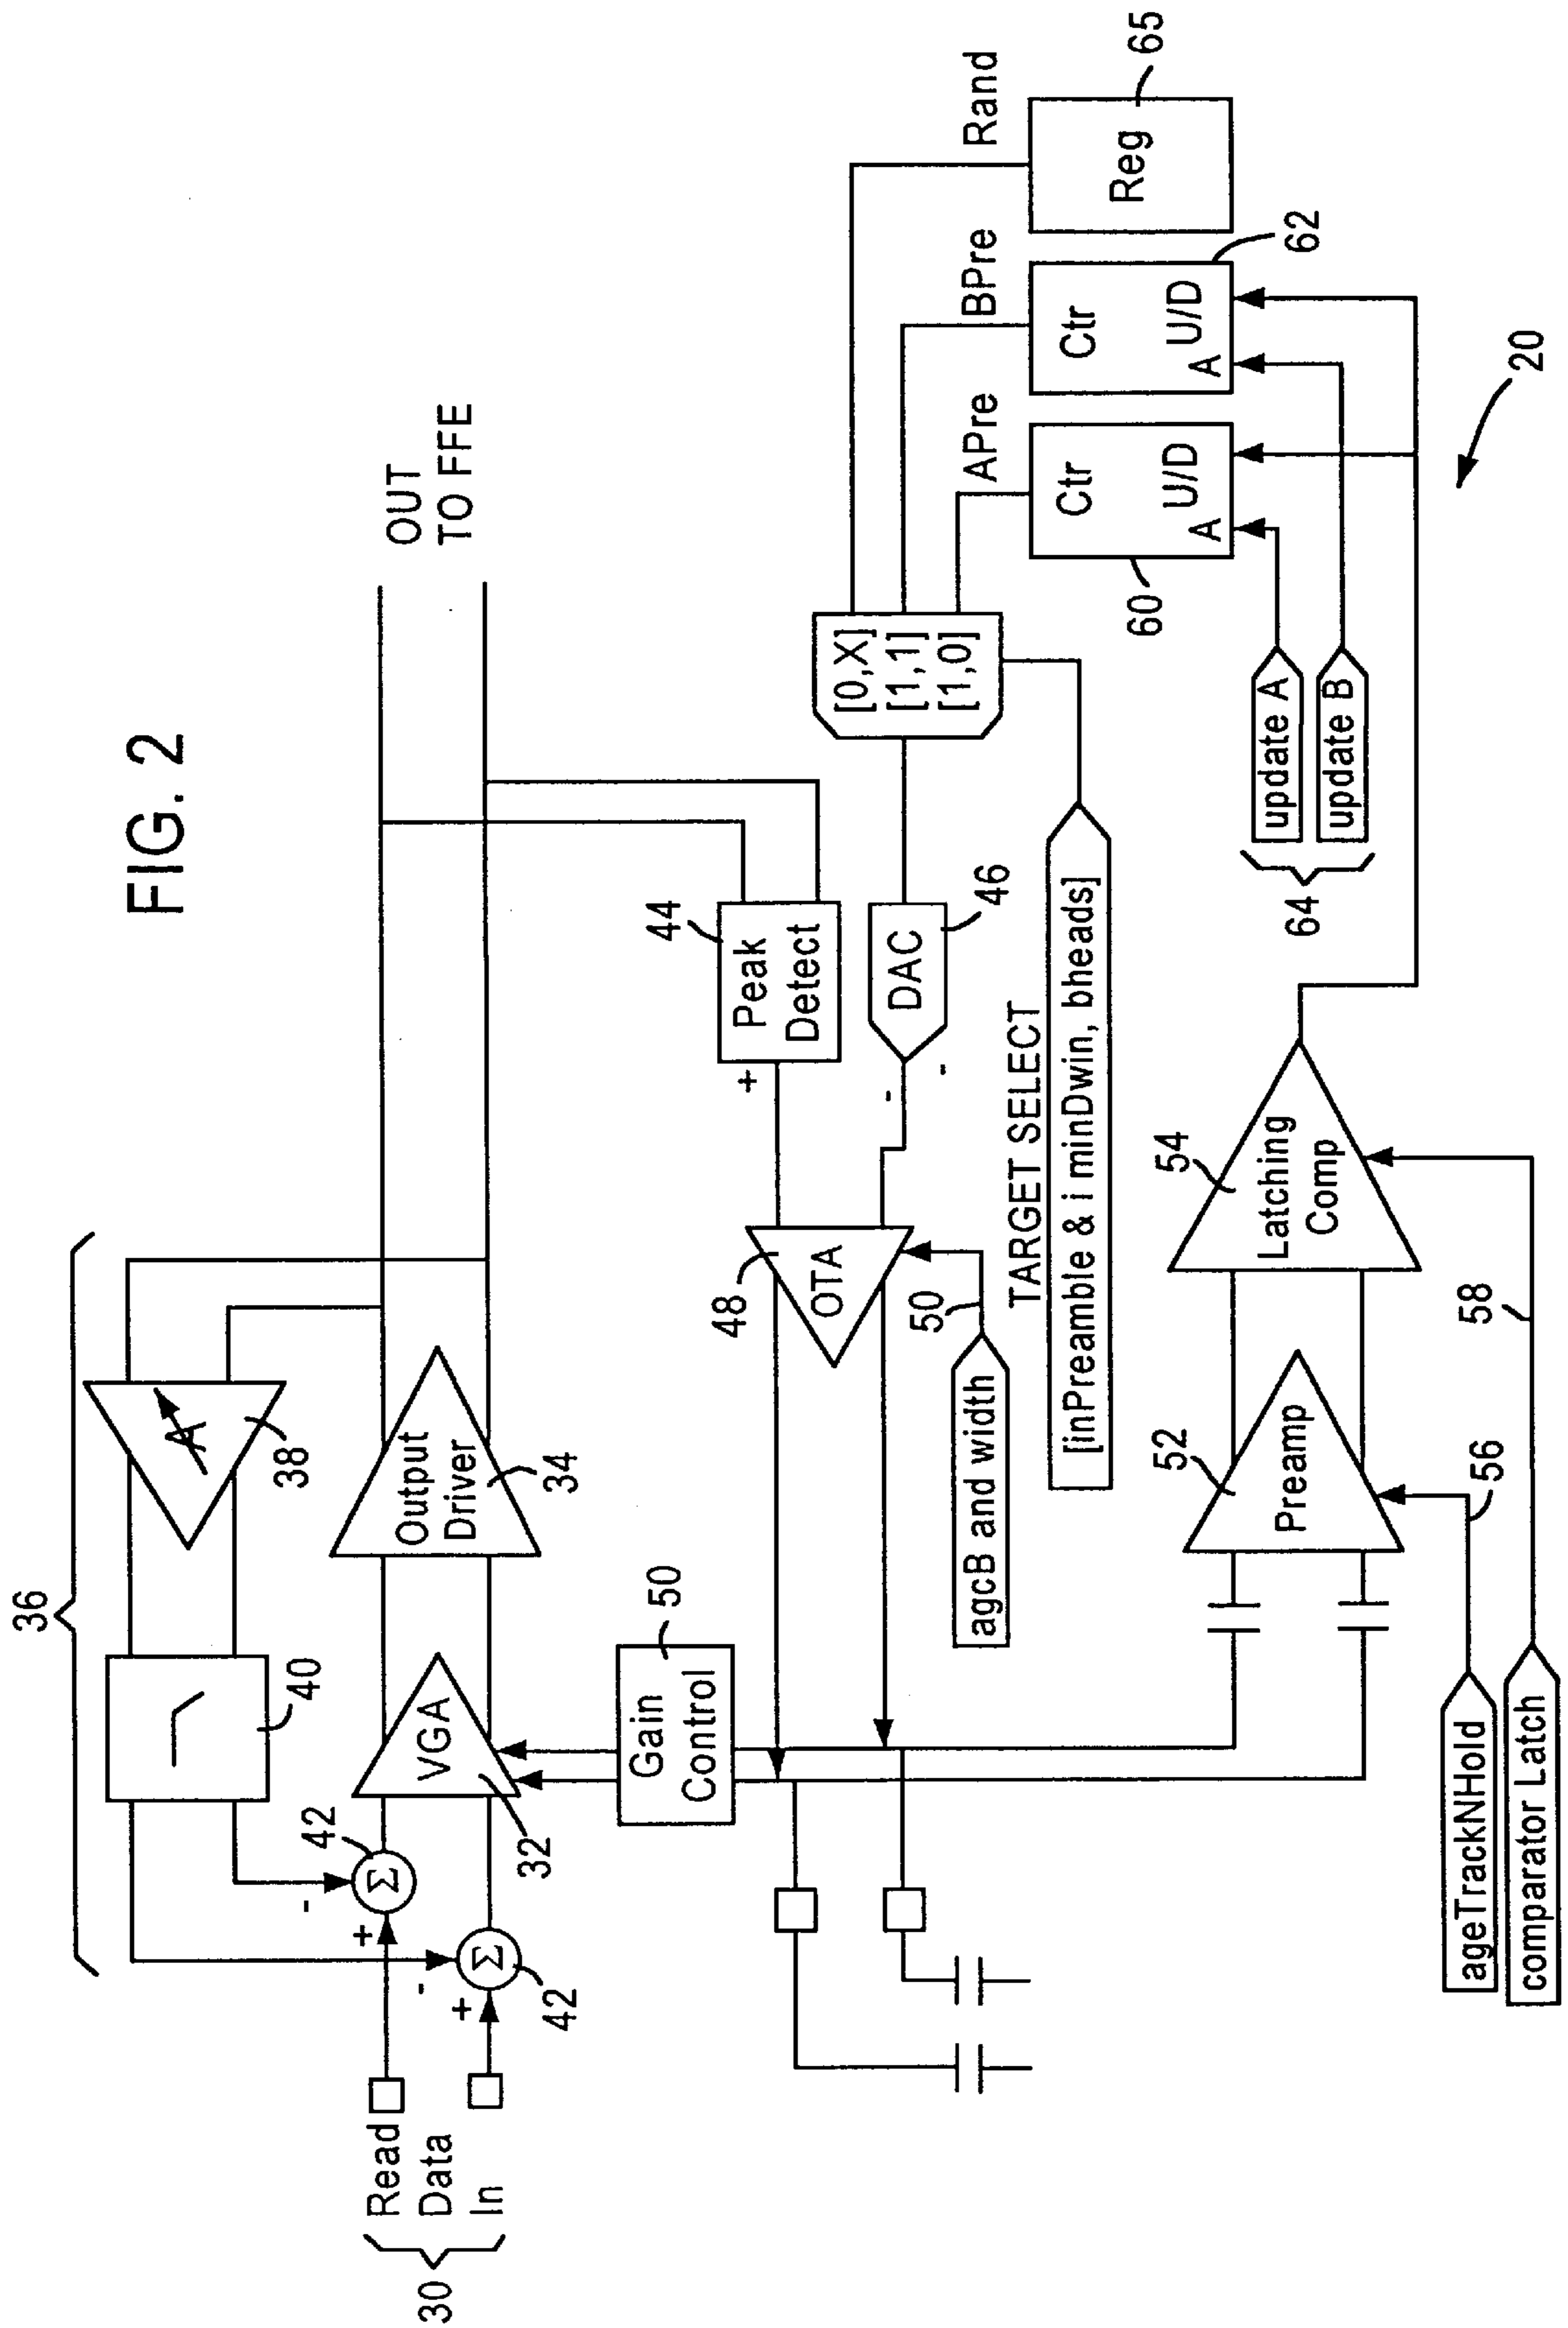 FIG. 2
36
38
A
40
42
Σ
-
+
42
Σ
-
+
30
Read
Data
In
VGA
32
Output
Driver
34
OUT
TO FFE
Gain
Control
50
OTA
48
50
agcB and width
Peak
Detect
44
+
DAC
46
-
-
TARGET SELECT
[inPreamble & i minDwin, bheads]
[0,X]
[1,1]
[1,0]
APre
BPre
Rand
Ctr
A
U/D
60
Ctr
A
U/D
62
Reg
65
update A
update B
64
Preamp
52
Latching
Comp
54
56
58
ageTrackNHold
comparator Latch
20